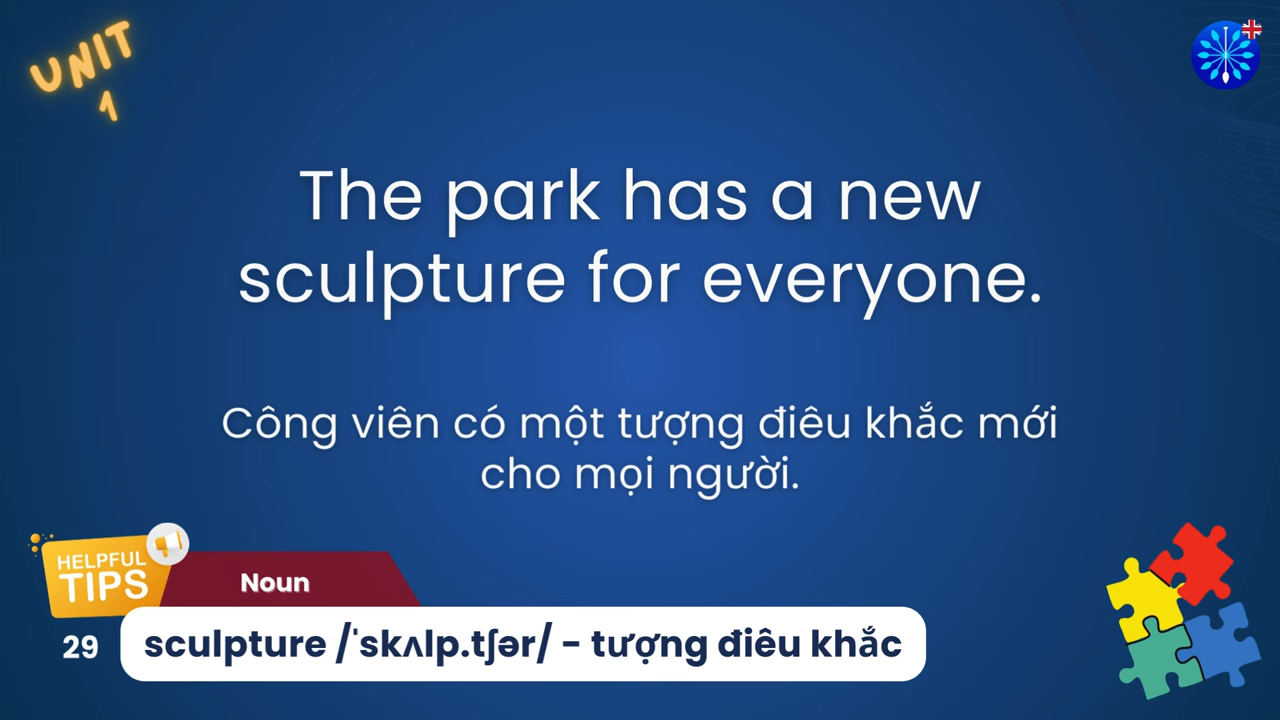 UNIT
1
The park has a new
sculpture for everyone.
Công viên có một tượng điêu khắc mới
cho mọi người.
HELPFUL
TIPS
Noun
29
sculpture /ˈskʌlp.tʃər/ - tượng điêu khắc